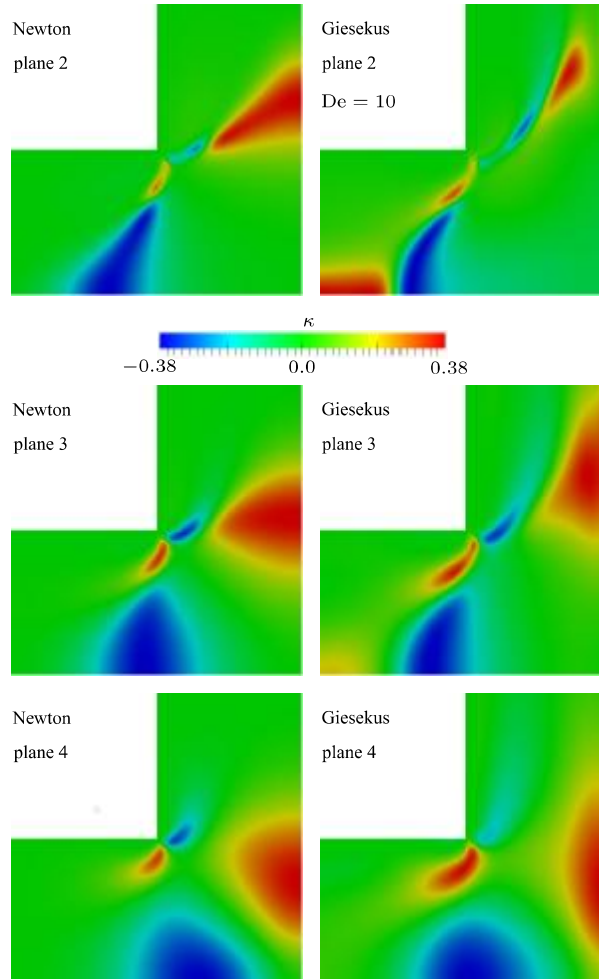 Newton
plane 2
Giesekus
plane 2
De = 10
κ
−0.38
0.0
0.38
Newton
plane 3
Giesekus
plane 3
Newton
plane 4
Giesekus
plane 4